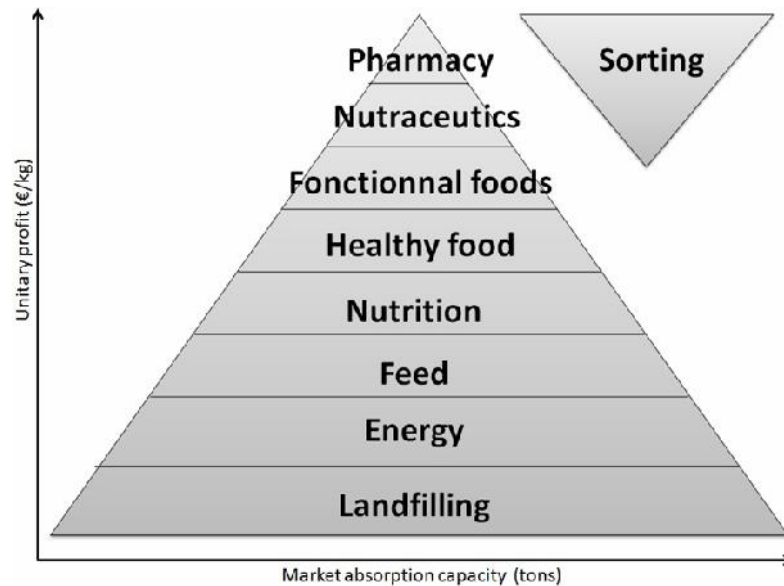 Pharmacy
Sorting
Nutraceutics
Fonctionnal foods
Healthy food
Nutrition
Feed
Energy
Landfilling
Unitary profit (€/kg)
Market absorption capacity (tons)